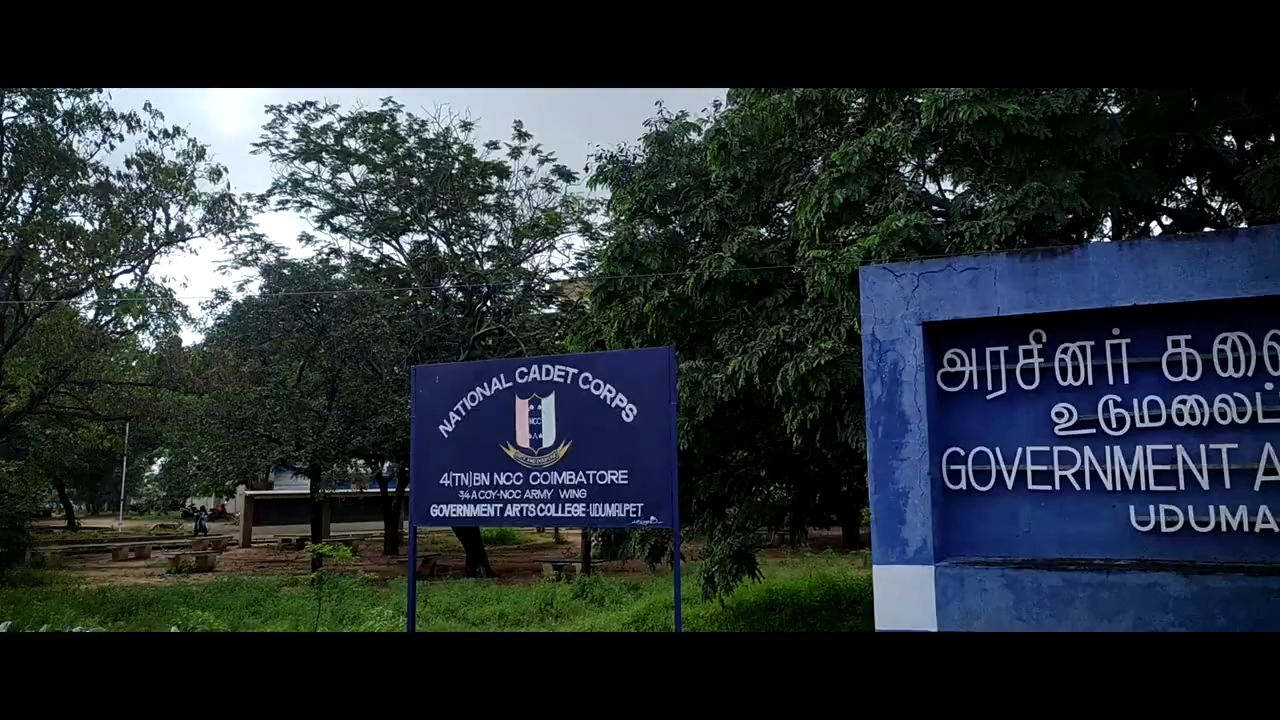 NATIONAL CADET CORPS
NCC
4(TN)BN NCC COIMBATORE
3/4 A COY-NCC ARMY WING
GOVERNMENT ARTS COLLEGE-UDUMALPET
அரசினர் கலை
உடுமலைப்
GOVERNMENT A
UDUMA